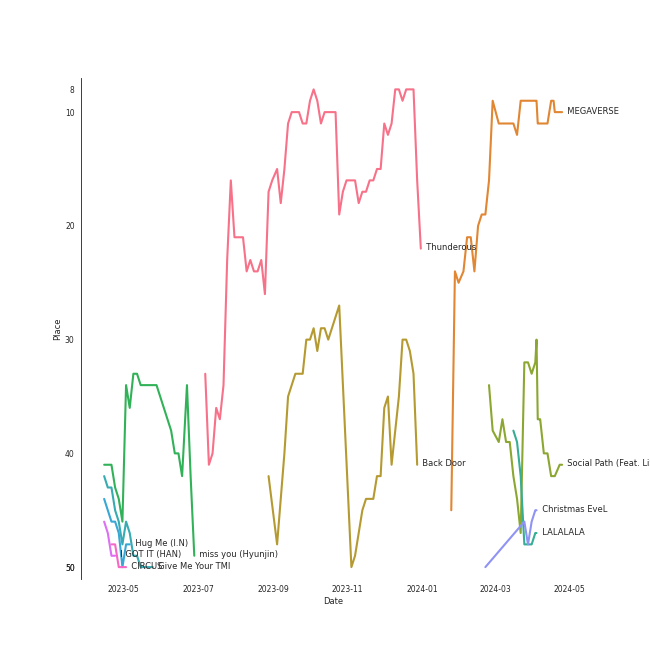 8
10
MEGAVERSE
20
Thunderous
Place
30
40
Back Door
Social Path (Feat. Li
Christmas EveL
LALALALA
Hug Me (I.N)
GOT IT (HAN)
miss you (Hyunjin)
CIRCUS
Give Me Your TMI
50
2023-05
2023-07
2023-09
2023-11
2024-01
2024-03
2024-05
Date